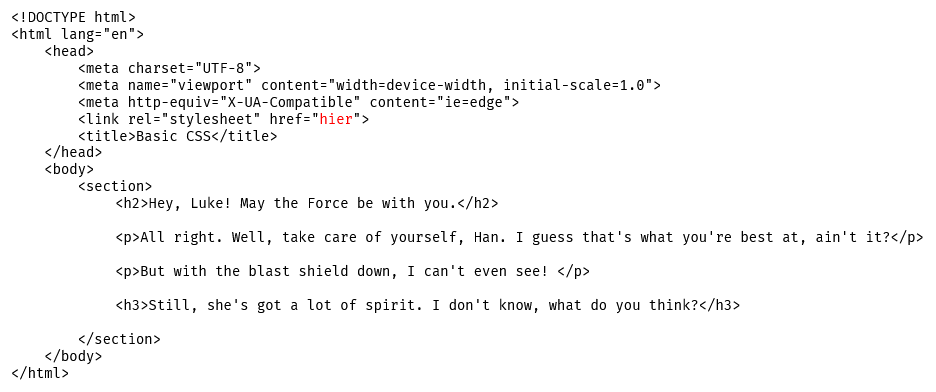 <!DOCTYPE html>
<html lang="en">
<head>
<meta charset="UTF-8">
<meta name="viewport" content="width=device-width, initial-scale=1.0">
<meta http-equiv="X-UA-Compatible" content="ie=edge">
<link rel="stylesheet" href="hier">
<title>Basic CSS</title>
</head>
<body>
<section>
<h2>Hey, Luke! May the Force be with you.</h2>
<p>All right. Well, take care of yourself, Han. I guess that's what you're best at, ain't it?</p>
<p>But with the blast shield down, I can't even see! </p>
<h3>Still, she's got a lot of spirit. I don't know, what do you think?</h3>
</section>
</body>
</html>